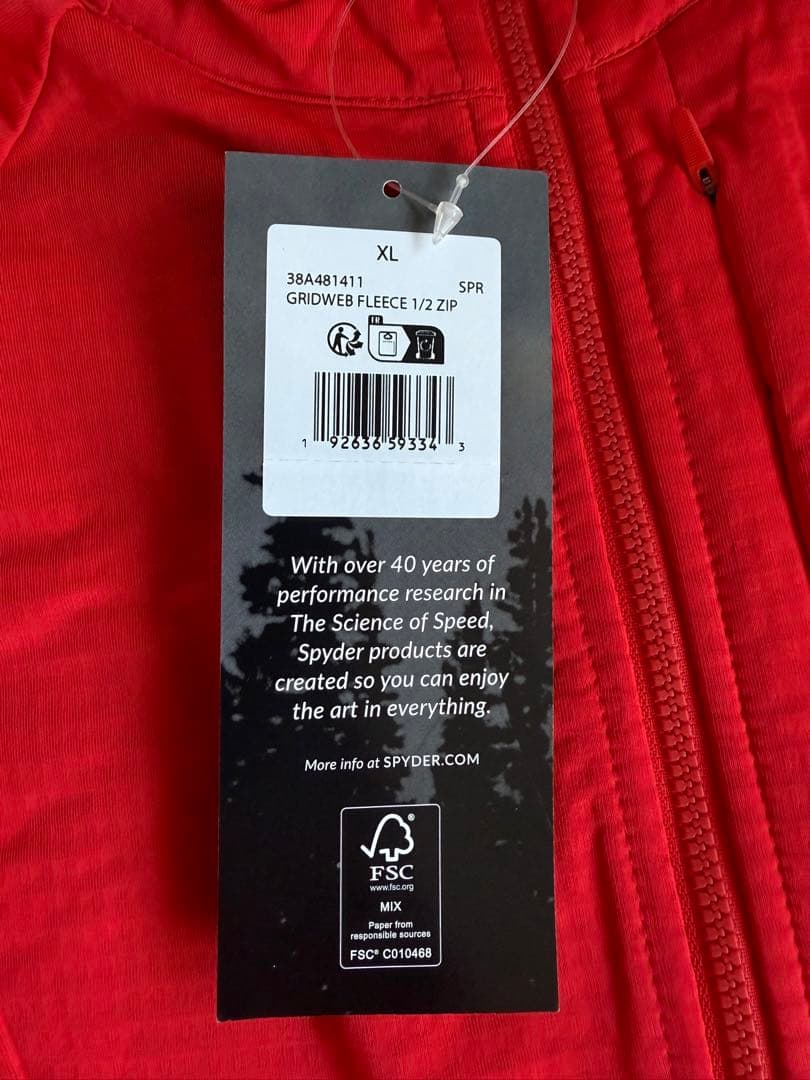 XL
38A481411
SPR
GRIDWEB FLEECE 1/2 ZIP
FR
1 92636 59334 3
With over 40 years of
performance research in
The Science of Speed,
Spyder products are
created so you can enjoy
the art in everything.
More info at SPYDER.COM
®
FSC
www.fsc.org
MIX
Paper from
responsible sources
FSC® C010468